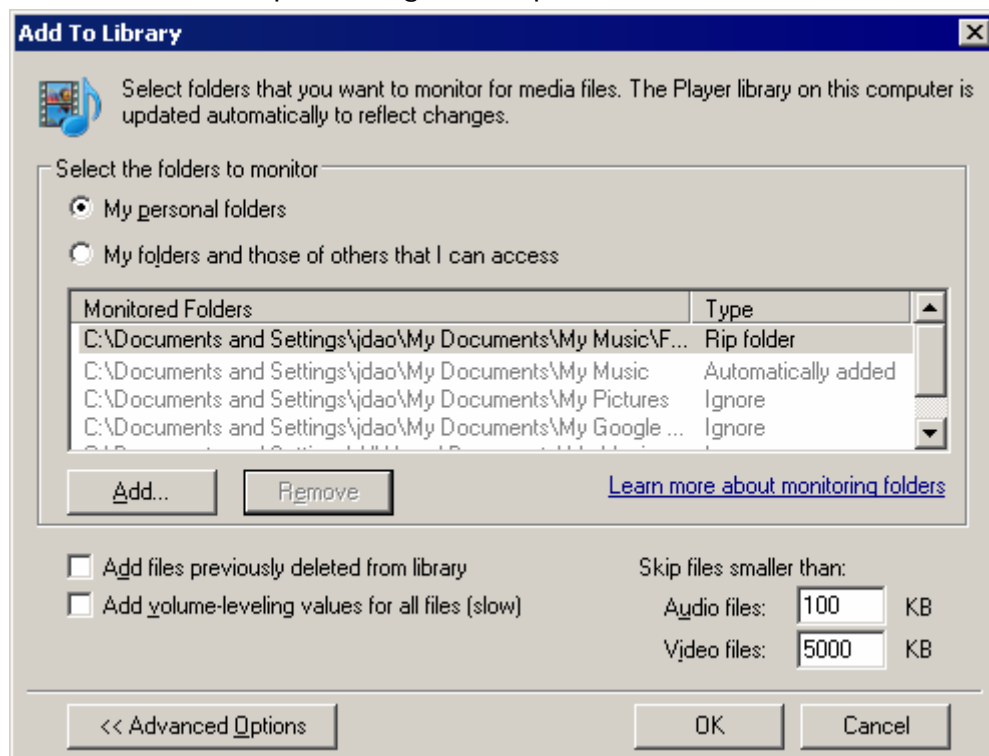 Add To Library
Select folders that you want to monitor for media files. The Player library on this computer is
updated automatically to reflect changes.
Select the folders to monitor
My personal folders
My folders and those of others that I can access
Monitored Folders Type
C:\Documents and Settings\jdao\My Documents\My Music\F... Rip folder
C:\Documents and Settings\jdao\My Documents\My Music Automatically added
C:\Documents and Settings\jdao\My Documents\My Pictures Ignore
C:\Documents and Settings\jdao\My Documents\My Google ... Ignore
Add... Remove Learn more about monitoring folders
Add files previously deleted from library Skip files smaller than:
Add volume-leveling values for all files (slow) Audio files: 100 KB
Video files: 5000 KB
<< Advanced Options OK Cancel